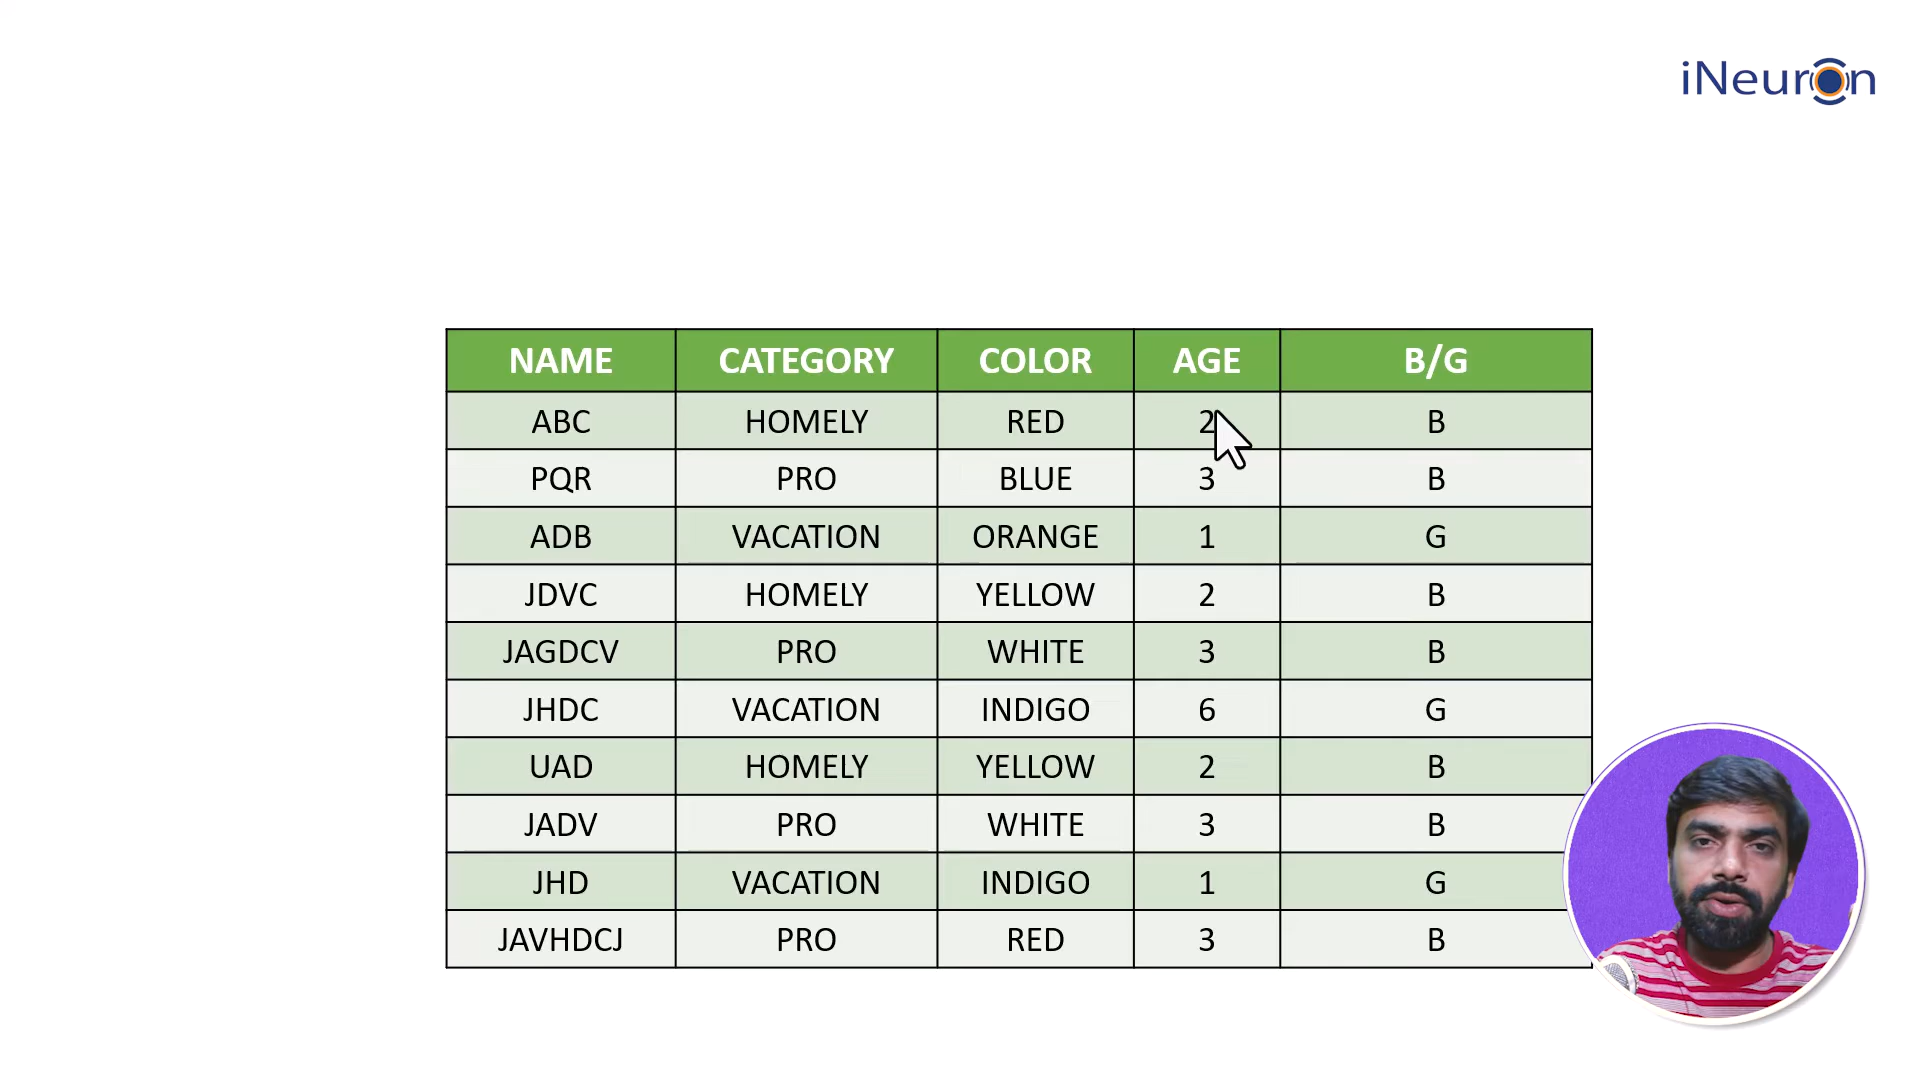 iNeuron
NAME CATEGORY COLOR AGE B/G
ABC HOMELY RED 2 B
PQR PRO BLUE 3 B
ADB VACATION ORANGE 1 G
JDVC HOMELY YELLOW 2 B
JAGDCV PRO WHITE 3 B
JHDC VACATION INDIGO 6 G
UAD HOMELY YELLOW 2 B
JADV PRO WHITE 3 B
JHD VACATION INDIGO 1 G
JAVHDCJ PRO RED 3 B